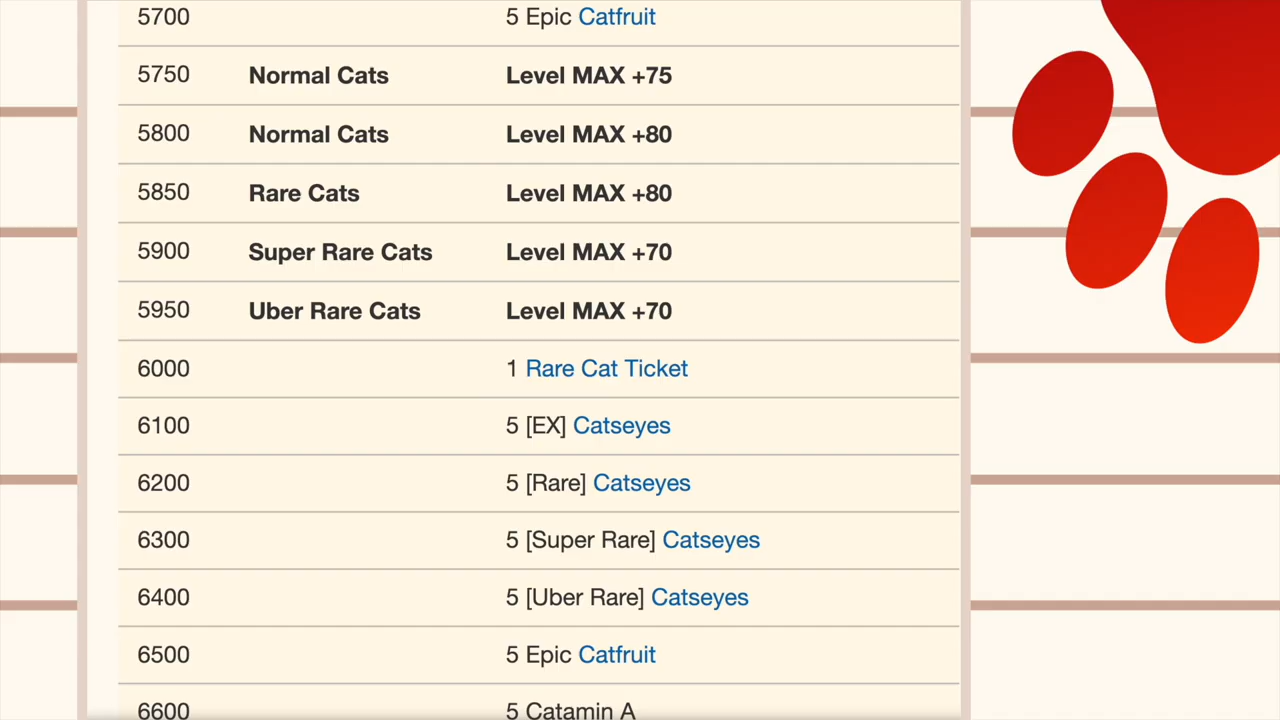 5700 5 Epic Catfruit
5750 Normal Cats Level MAX +75
5800 Normal Cats Level MAX +80
5850 Rare Cats Level MAX +80
5900 Super Rare Cats Level MAX +70
5950 Uber Rare Cats Level MAX +70
6000 1 Rare Cat Ticket
6100 5 [EX] Catseyes
6200 5 [Rare] Catseyes
6300 5 [Super Rare] Catseyes
6400 5 [Uber Rare] Catseyes
6500 5 Epic Catfruit
6600 5 Catamin A